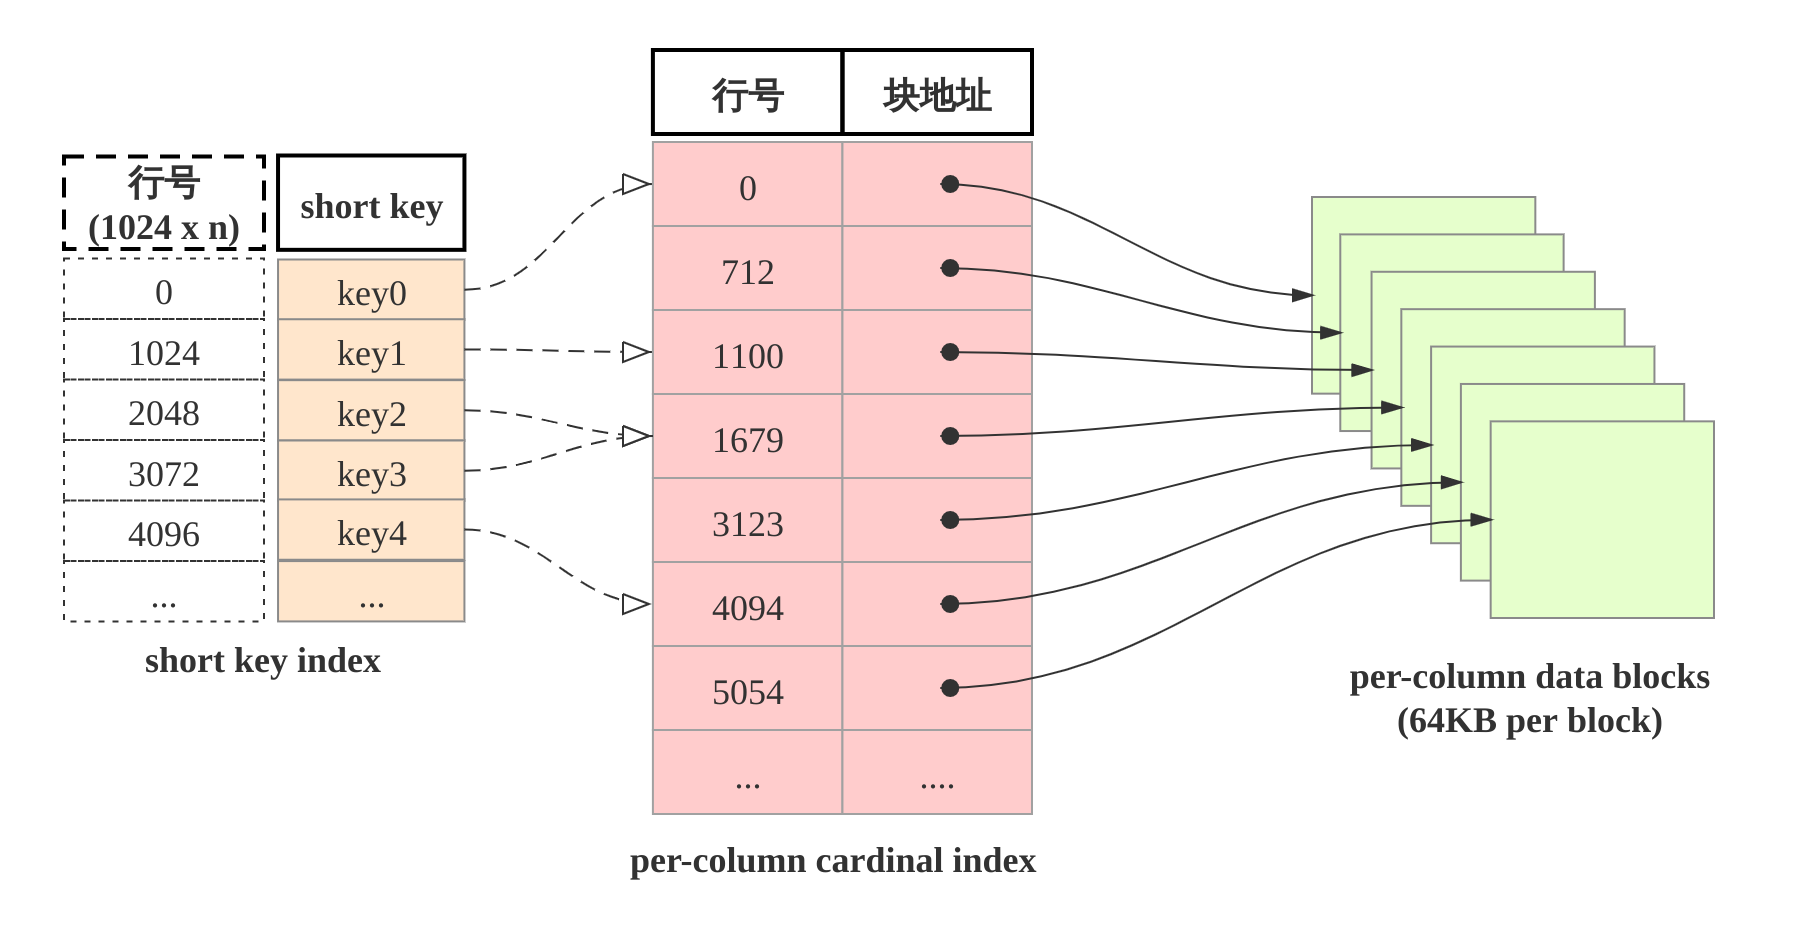 行号
(1024 x n)
short key
0
key0
1024
key1
2048
key2
3072
key3
4096
key4
...
...
short key index
行号
块地址
0
712
1100
1679
3123
4094
5054
...
....
per-column cardinal index
per-column data blocks
(64KB per block)